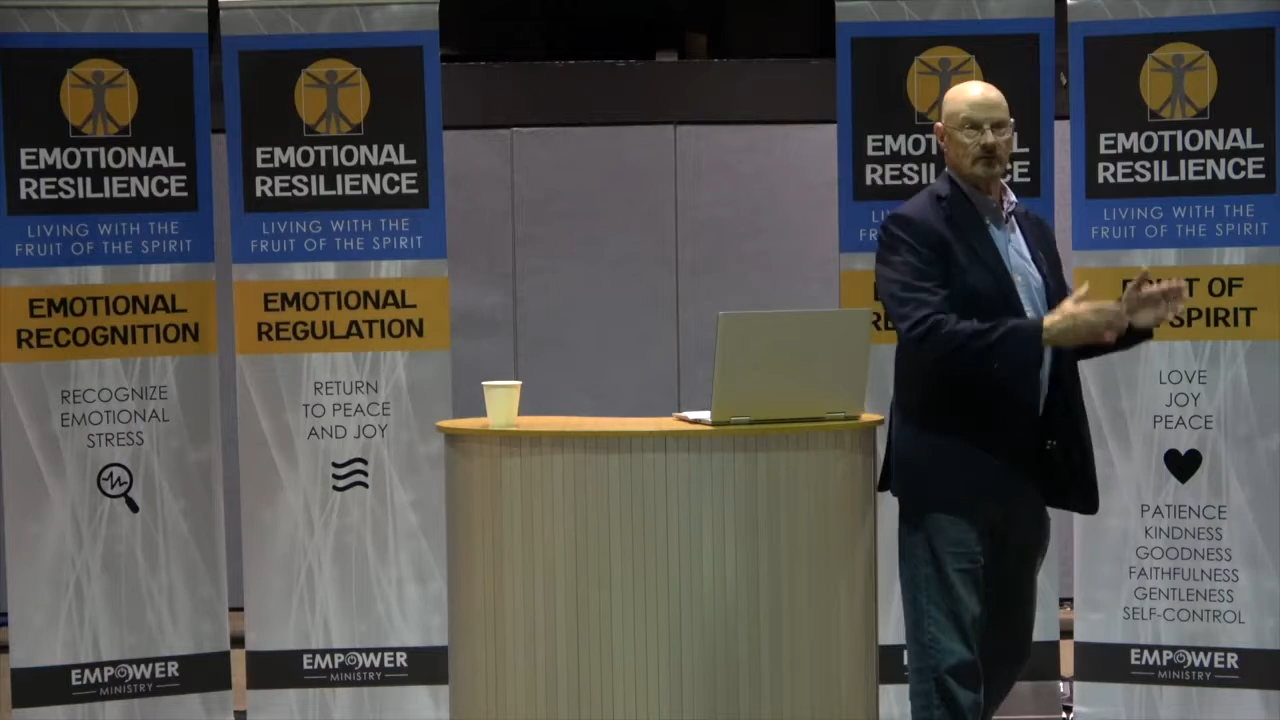 EMOTIONAL
RESILIENCE
LIVING WITH THE
FRUIT OF THE SPIRIT
EMOTIONAL
RECOGNITION
RECOGNIZE
EMOTIONAL
STRESS
EMPOWER
MINISTRY
EMOTIONAL
RESILIENCE
LIVING WITH THE
FRUIT OF THE SPIRIT
EMOTIONAL
REGULATION
RETURN
TO PEACE
AND JOY
EMPOWER
MINISTRY
EMOTIONAL
RESILIENCE
LIVING WITH THE
FRUIT OF THE SPIRIT
OF
SPIRIT
LOVE
JOY
PEACE
PATIENCE
KINDNESS
GOODNESS
FAITHFULNESS
GENTLENESS
SELF-CONTROL
EMPOWER
MINISTRY